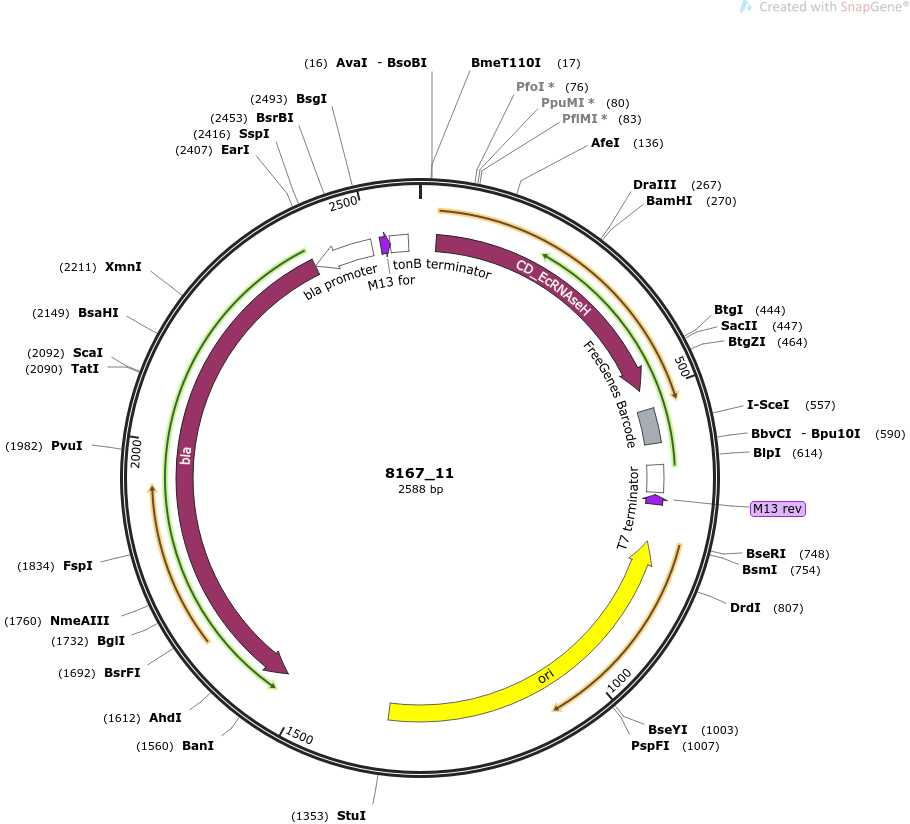 Created with SnapGene®
(16) AvaI - BsoBI
BmeT110I (17)
PfoI * (76)
PpuMI * (80)
PflMI * (83)
AfeI (136)
DraIII (267)
BamHI (270)
BtgI (444)
SacII (447)
BtgZI (464)
I-SceI (557)
BbvCI - Bpu10I (590)
BlpI (614)
M13 rev
BseRI (748)
BsmI (754)
DrdI (807)
BseYI (1003)
PspFI (1007)
(1353) StuI
(1560) BanI
(1612) AhdI
(1692) BsrFI
(1732) BglI
(1760) NmeAIII
(1834) FspI
(1982) PvuI
(2090) TatI
(2092) ScaI
(2149) BsaHI
(2211) XmnI
(2407) EarI
(2416) SspI
(2453) BsrBI
(2493) BsgI
500
1000
1500
2000
2500
CD_EcRNAseH
FreeGenes Barcode
T7 terminator
ori
bla
bla promoter
M13 for
tonB terminator
8167_11
2588 bp